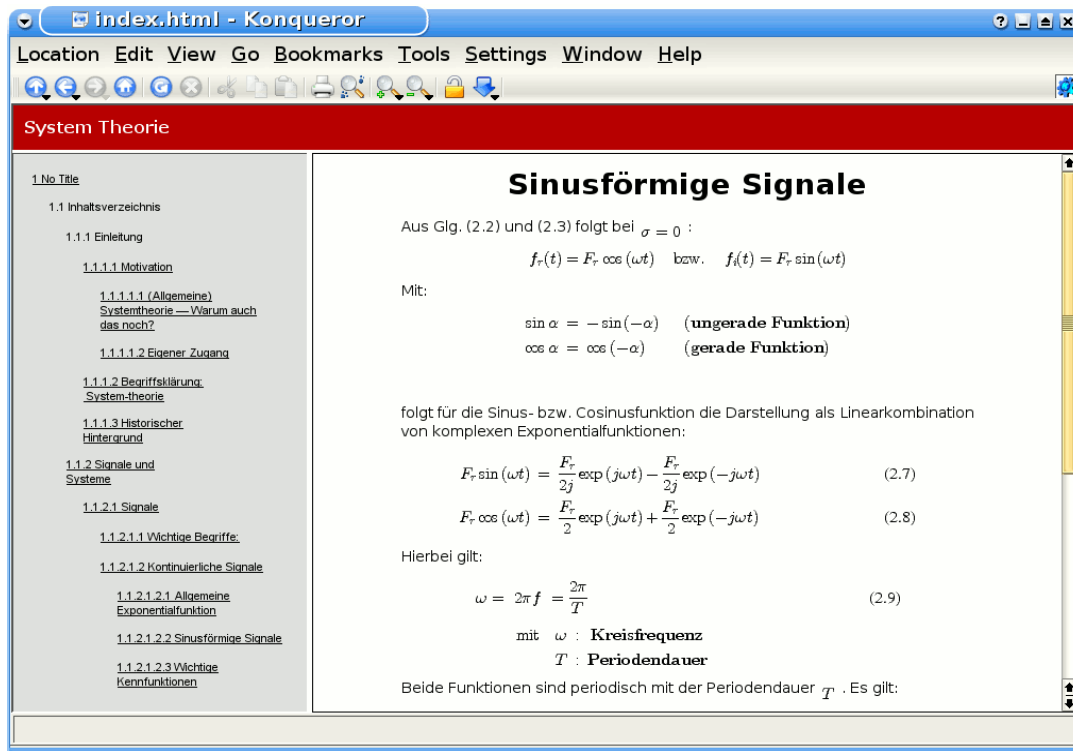 index.html - Konqueror
Location Edit View Go Bookmarks Tools Settings Window Help
System Theorie
1 No Title
1.1 Inhaltsverzeichnis
1.1.1 Einleitung
1.1.1.1 Motivation
1.1.1.1.1 (Allgemeine)
Systemtheorie — Warum auch
das noch?
1.1.1.1.2 Eigener Zugang
1.1.1.2 Begriffsklärung:
System-theorie
1.1.1.3 Historischer
Hintergrund
1.1.2 Signale und
Systeme
1.1.2.1 Signale
1.1.2.1.1 Wichtige Begriffe:
1.1.2.1.2 Kontinuierliche Signale
1.1.2.1.2.1 Allgemeine
Exponentialfunktion
1.1.2.1.2.2 Sinusförmige Signale
1.1.2.1.2.3 Wichtige
Kennfunktionen
Sinusförmige Signale
Aus Glg. (2.2) und (2.3) folgt bei σ = 0 :
f_r(t) = F_r cos (ωt) bzw. f_i(t) = F_r sin (ωt)
Mit:
sin α = − sin (−α) (ungerade Funktion)
cos α = cos (−α) (gerade Funktion)
folgt für die Sinus- bzw. Cosinusfunktion die Darstellung als Linearkombination
von komplexen Exponentialfunktionen:
F_r sin (ωt) = F_r/2j exp (jωt) − F_r/2j exp (−jωt) (2.7)
F_r cos (ωt) = F_r/2 exp (jωt) + F_r/2 exp (−jωt) (2.8)
Hierbei gilt:
ω = 2πf = 2π/T (2.9)
mit ω : Kreisfrequenz
T : Periodendauer
Beide Funktionen sind periodisch mit der Periodendauer T . Es gilt: